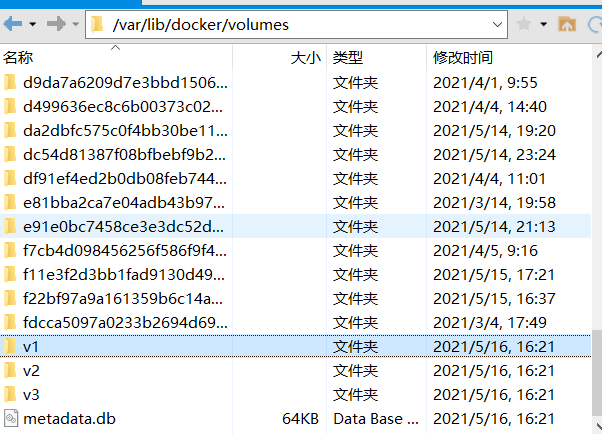 /var/lib/docker/volumes
名称 大小 类型 修改时间
d9da7a6209d7e3bbd1506... 文件夹 2021/4/1, 9:55
d499636ec8c6b00373c02... 文件夹 2021/4/4, 14:40
da2dbfc575c0f4bb30be11... 文件夹 2021/5/14, 19:20
dc54d81387f08bfbebf9b2... 文件夹 2021/5/14, 23:24
df91ef4ed2b0db08feb744... 文件夹 2021/4/4, 11:01
e81bba2ca7e04adb43b97... 文件夹 2021/3/14, 19:58
e91e0bc7458ce3e3dc52d... 文件夹 2021/5/14, 21:13
f7cb4d098456256f586f9f4... 文件夹 2021/4/5, 9:16
f11e3f2d3bb1fad9130d49... 文件夹 2021/5/15, 17:21
f22bf97a9a161359b6c14a... 文件夹 2021/5/15, 16:37
fdcca5097a0233b2694d69... 文件夹 2021/3/4, 17:49
v1 文件夹 2021/5/16, 16:21
v2 文件夹 2021/5/16, 16:21
v3 文件夹 2021/5/16, 16:21
metadata.db 64KB Data Base ... 2021/5/16, 16:21